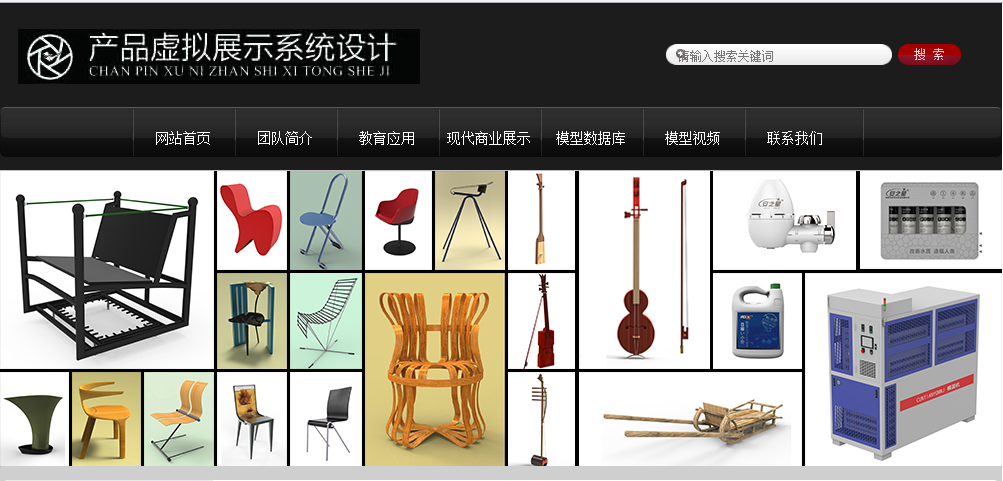 产品虚拟展示系统设计
CHAN PIN XU NI ZHAN SHI XI TONG SHE JI
请输入搜索关键词
搜 索
网站首页
团队简介
教育应用
现代商业展示
模型数据库
模型视频
联系我们